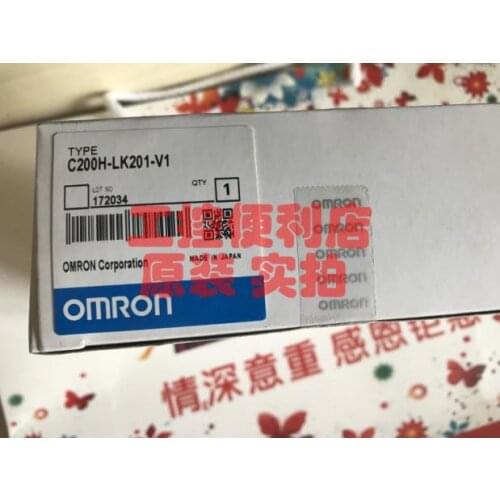 TYPE
C200H-LK201-V1
LOT NO
QTY
172034
1
工控便利店
OMRON Corporation
MADE IN JAPAN
原装 实拍
OMRON
OMRON
OMRON
OMRON
OMRON
OMRON
情深意重 感恩钜惠